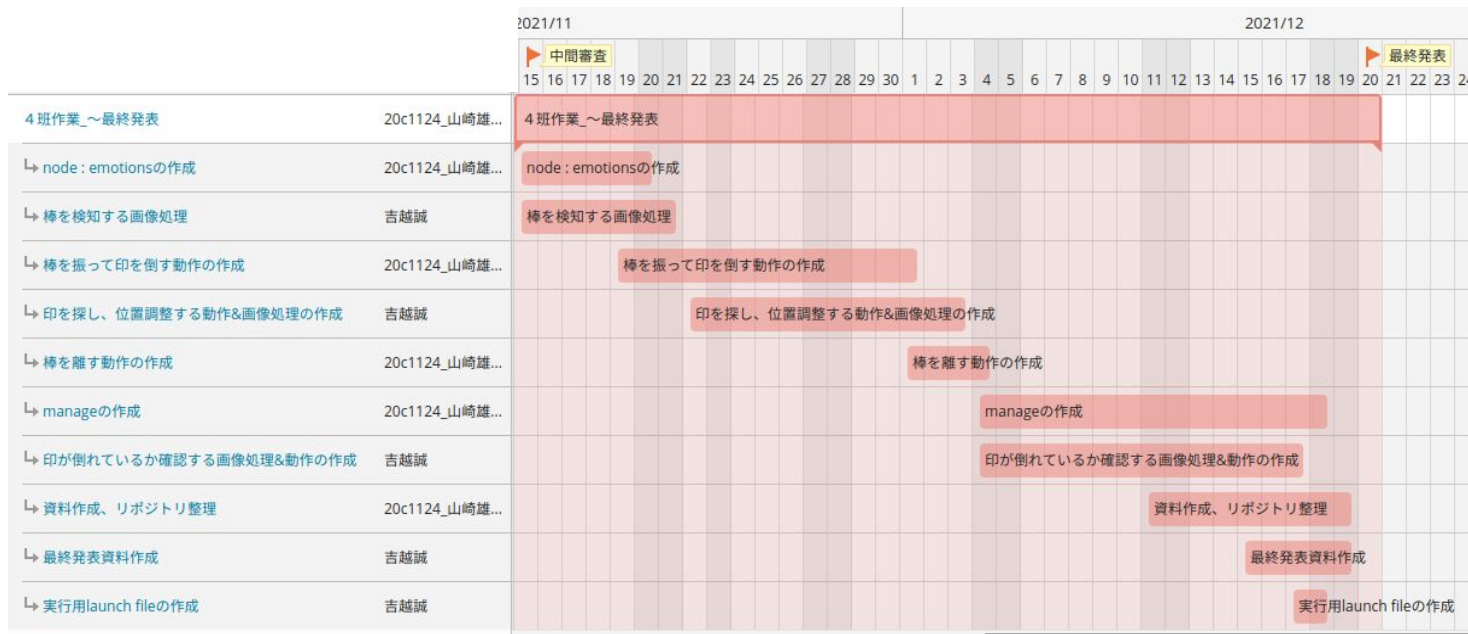 2021/11 2021/12
中間審査 最終発表
15 16 17 18 19 20 21 22 23 24 25 26 27 28 29 30 1 2 3 4 5 6 7 8 9 10 11 12 13 14 15 16 17 18 19 20 21 22 23
４班作業_～最終発表 20c1124_山崎雄... ４班作業_～最終発表
node : emotionsの作成 20c1124_山崎雄... node : emotionsの作成
棒を検知する画像処理 吉越誠 棒を検知する画像処理
棒を振って印を倒す動作の作成 20c1124_山崎雄... 棒を振って印を倒す動作の作成
印を探し、位置調整する動作&画像処理の作成 吉越誠 印を探し、位置調整する動作&画像処理の作成
棒を離す動作の作成 20c1124_山崎雄... 棒を離す動作の作成
manageの作成 20c1124_山崎雄... manageの作成
印が倒れているか確認する画像処理&動作の作成 吉越誠 印が倒れているか確認する画像処理&動作の作成
資料作成、リポジトリ整理 20c1124_山崎雄... 資料作成、リポジトリ整理
最終発表資料作成 吉越誠 最終発表資料作成
実行用launch fileの作成 吉越誠 実行用launch fileの作成